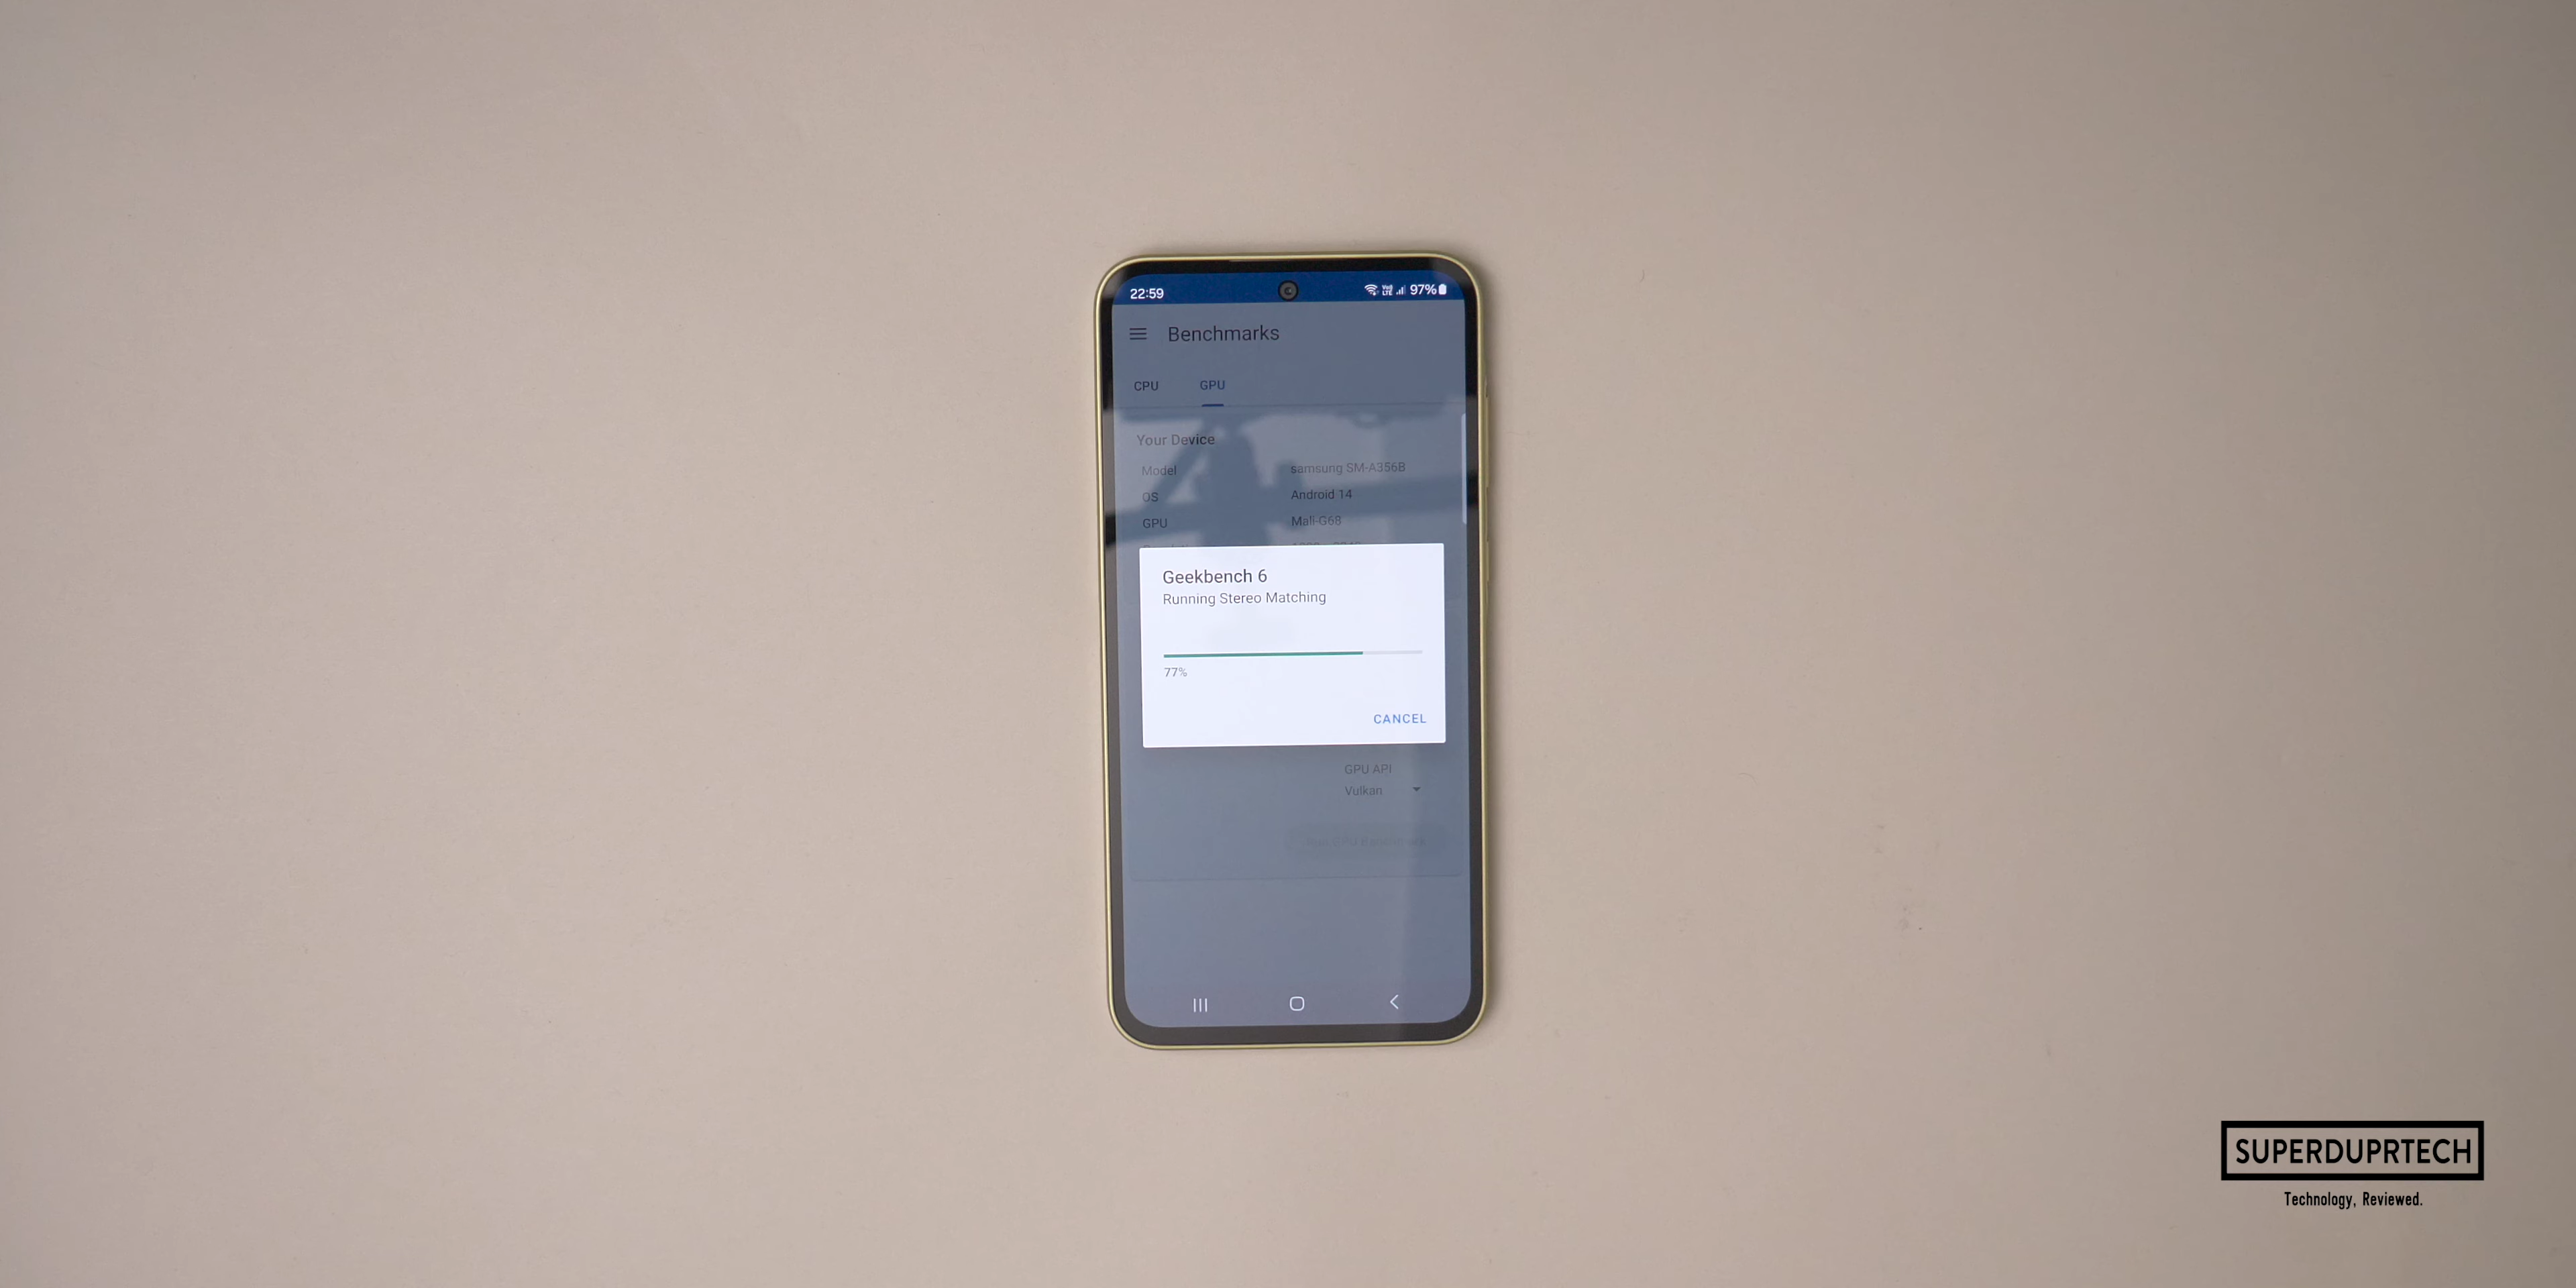 22:59
VoLTE 97%
Benchmarks
CPU GPU
Your Device
Model samsung SM-A356B
OS Android 14
GPU Mali-G68
Geekbench 6
Running Stereo Matching
77%
CANCEL
GPU API
Vulkan
SUPERDUPRTECH
Technology, Reviewed.